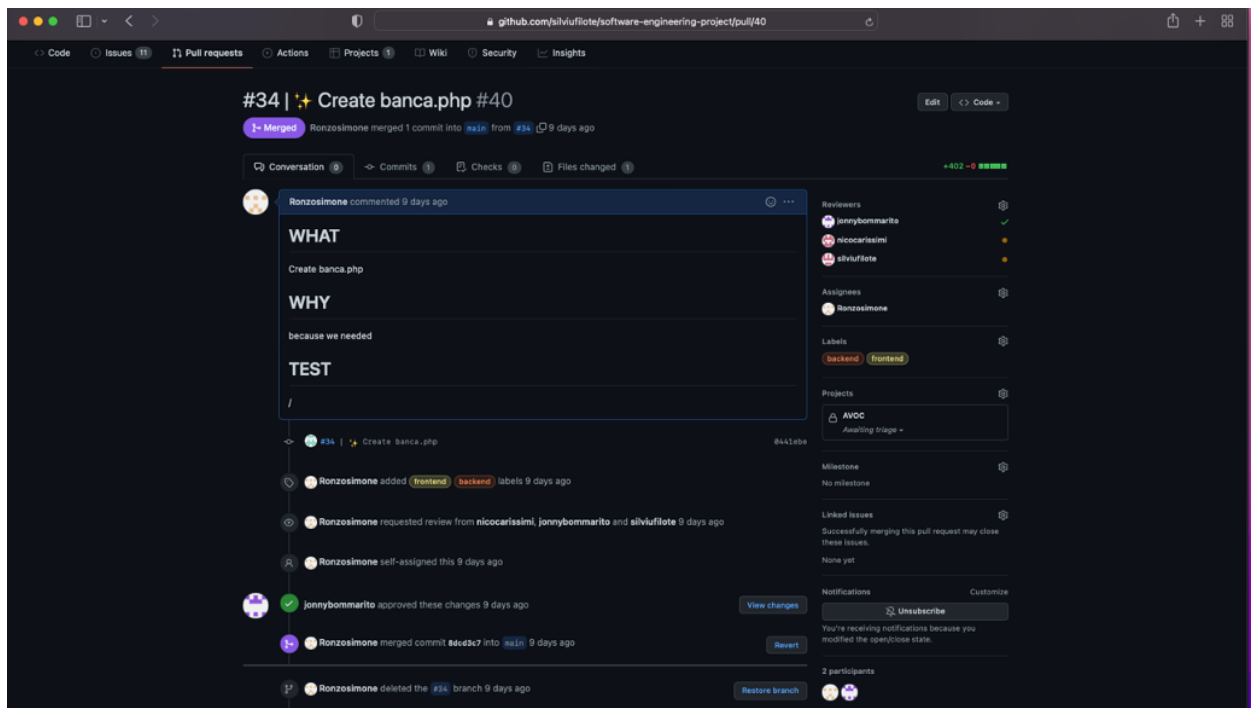 github.com/silviufilote/software-engineering-project/pull/40
Code Issues 11 Pull requests Actions Projects 1 Wiki Security Insights
#34 | ✨ Create banca.php #40
Edit Code
Merged Ronzosimone merged 1 commit into main from #34 9 days ago
Conversation 0 Commits 1 Checks 0 Files changed 1 +402 −0
Ronzosimone commented 9 days ago
WHAT
Create banca.php
WHY
because we needed
TEST
/
#34 | ✨ Create banca.php 0441ebe
Ronzosimone added frontend backend labels 9 days ago
Ronzosimone requested review from nicocarissimi, jonnybommarito and silviufilote 9 days ago
Ronzosimone self-assigned this 9 days ago
jonnybommarito approved these changes 9 days ago View changes
Ronzosimone merged commit 8dcd3c7 into main 9 days ago Revert
Ronzosimone deleted the #34 branch 9 days ago Restore branch
Reviewers
jonnybommarito
nicocarissimi
silviufilote
Assignees
Ronzosimone
Labels
backend frontend
Projects
AVOC
Awaiting triage
Milestone
No milestone
Linked issues
Successfully merging this pull request may close
these issues.
None yet
Notifications Customize
Unsubscribe
You're receiving notifications because you
modified the open/close state.
2 participants